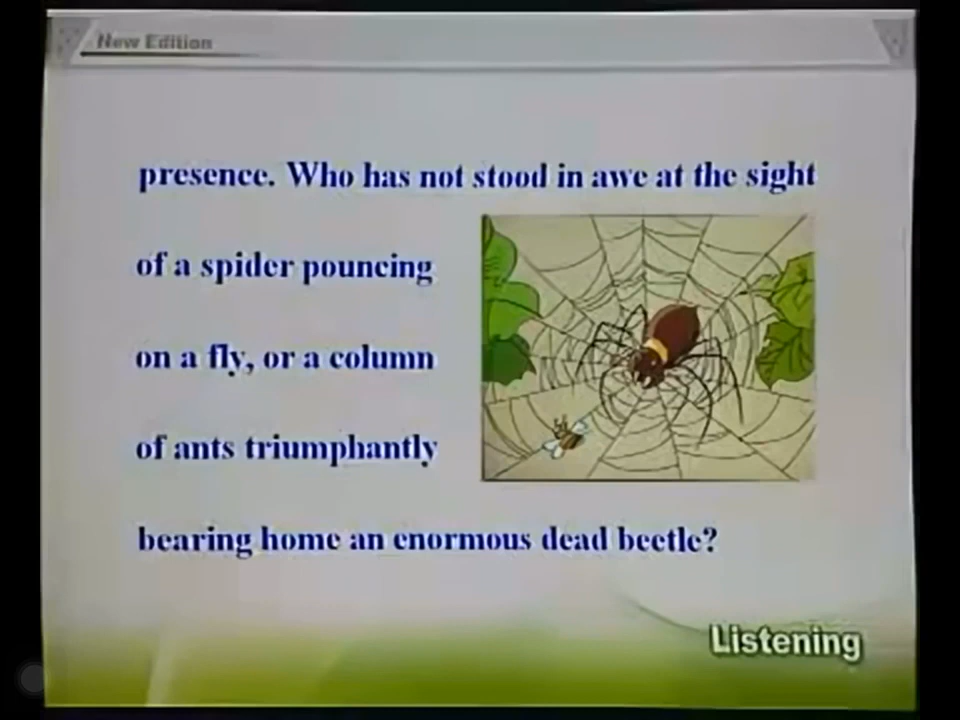 New Edition
presence. Who has not stood in awe at the sight
of a spider pouncing
on a fly, or a column
of ants triumphantly
bearing home an enormous dead beetle?
Listening